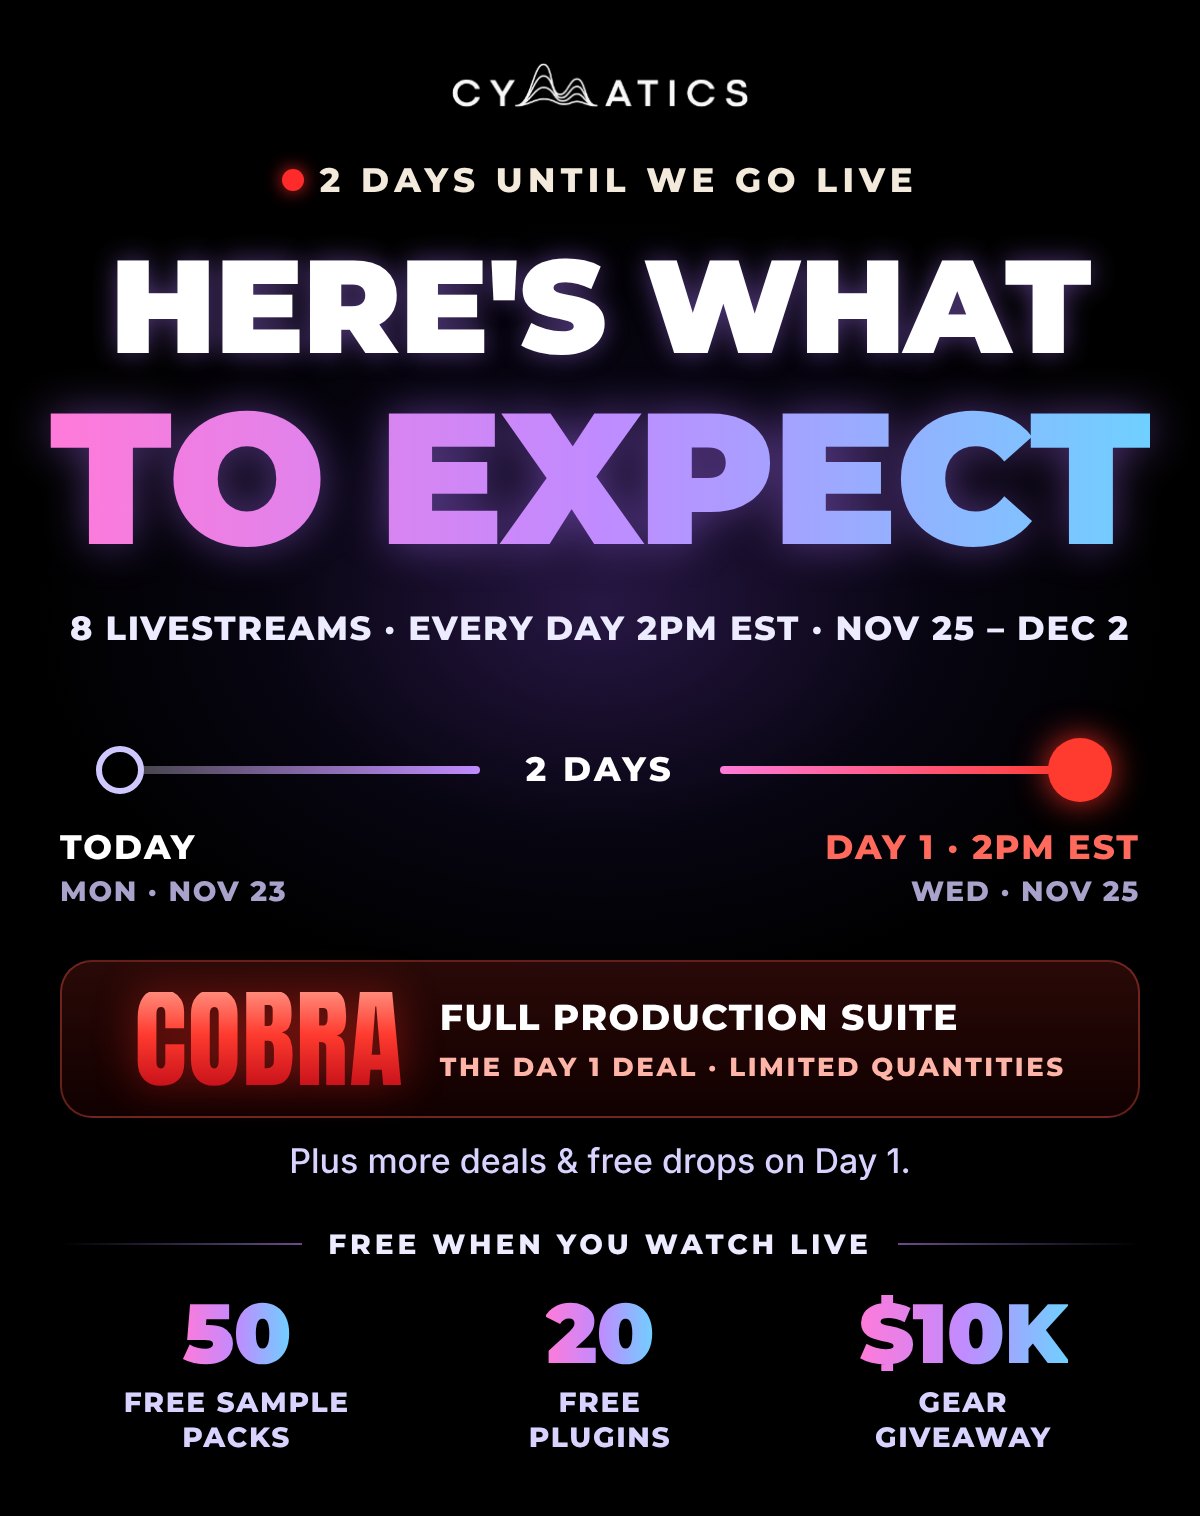 CYMATICS
2 DAYS UNTIL WE GO LIVE
HERE'S WHAT
TO EXPECT
8 LIVESTREAMS · EVERY DAY 2PM EST · NOV 25 – DEC 2
2 DAYS
TODAY
MON · NOV 23
DAY 1 · 2PM EST
WED · NOV 25
COBRA
FULL PRODUCTION SUITE
THE DAY 1 DEAL · LIMITED QUANTITIES
Plus more deals & free drops on Day 1.
FREE WHEN YOU WATCH LIVE
50
FREE SAMPLE
PACKS
20
FREE
PLUGINS
$10K
GEAR
GIVEAWAY